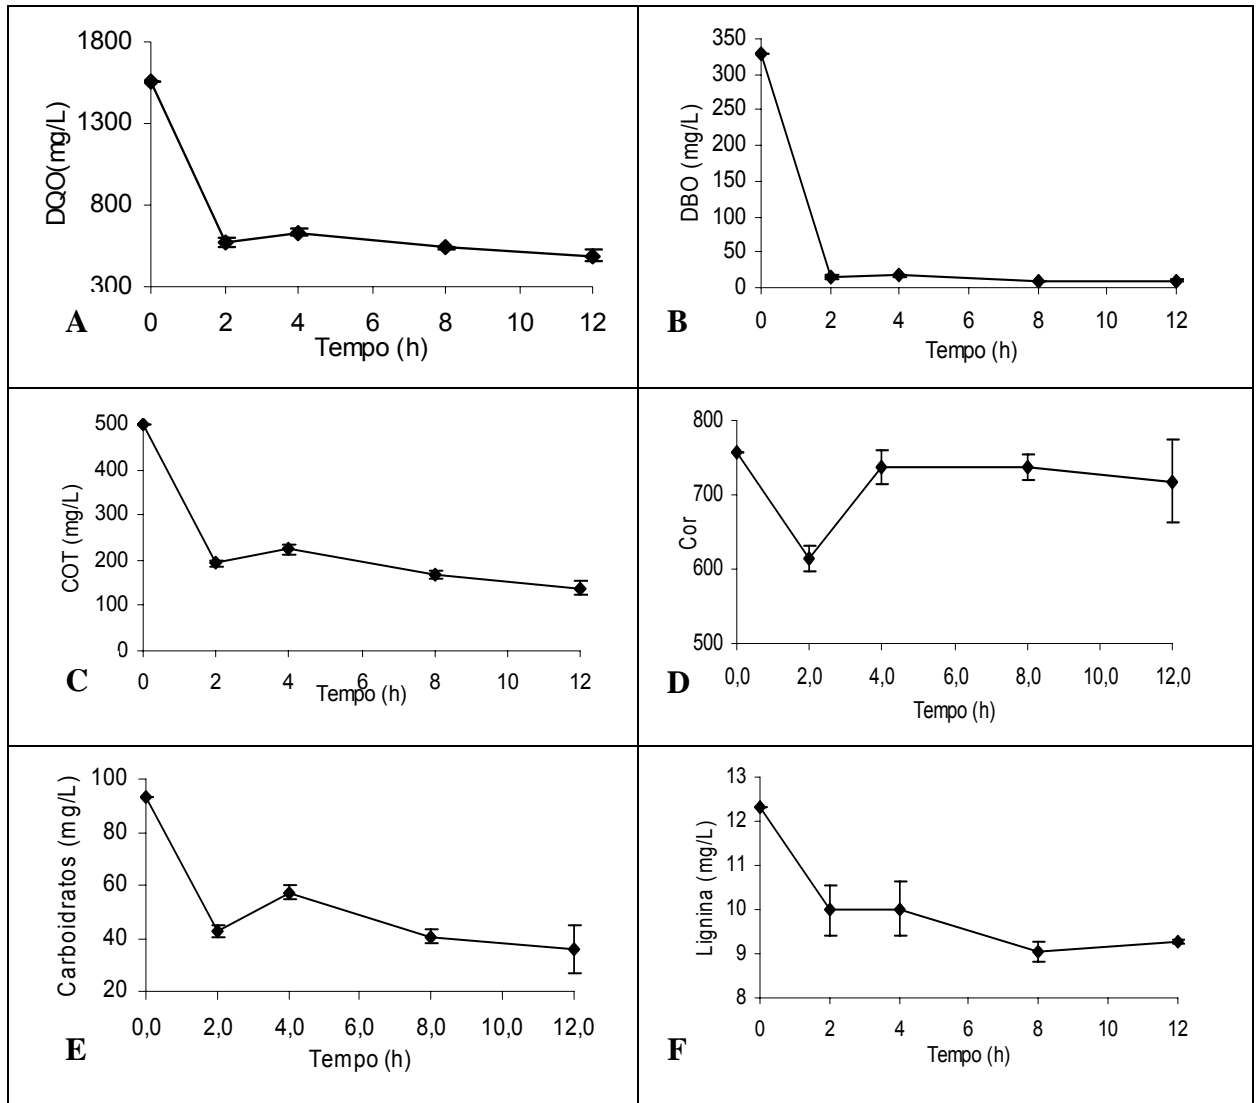 1800
1300
800
300
DQO(mg/L)
0 2 4 6 8 10 12
Tempo (h)
A
350
300
250
200
150
100
50
0
DBO (mg/L)
0 2 4 6 8 10 12
Tempo (h)
B
500
400
300
200
100
0
COT (mg/L)
0 2 4 6 8 10 12
Tempo (h)
C
800
700
600
500
Cor
0,0 2,0 4,0 6,0 8,0 10,0 12,0
Tempo (h)
D
100
80
60
40
20
Carboidratos (mg/L)
0,0 2,0 4,0 6,0 8,0 10,0 12,0
Tempo (h)
E
13
12
11
10
9
8
Lignina (mg/L)
0 2 4 6 8 10 12
Tempo (h)
F